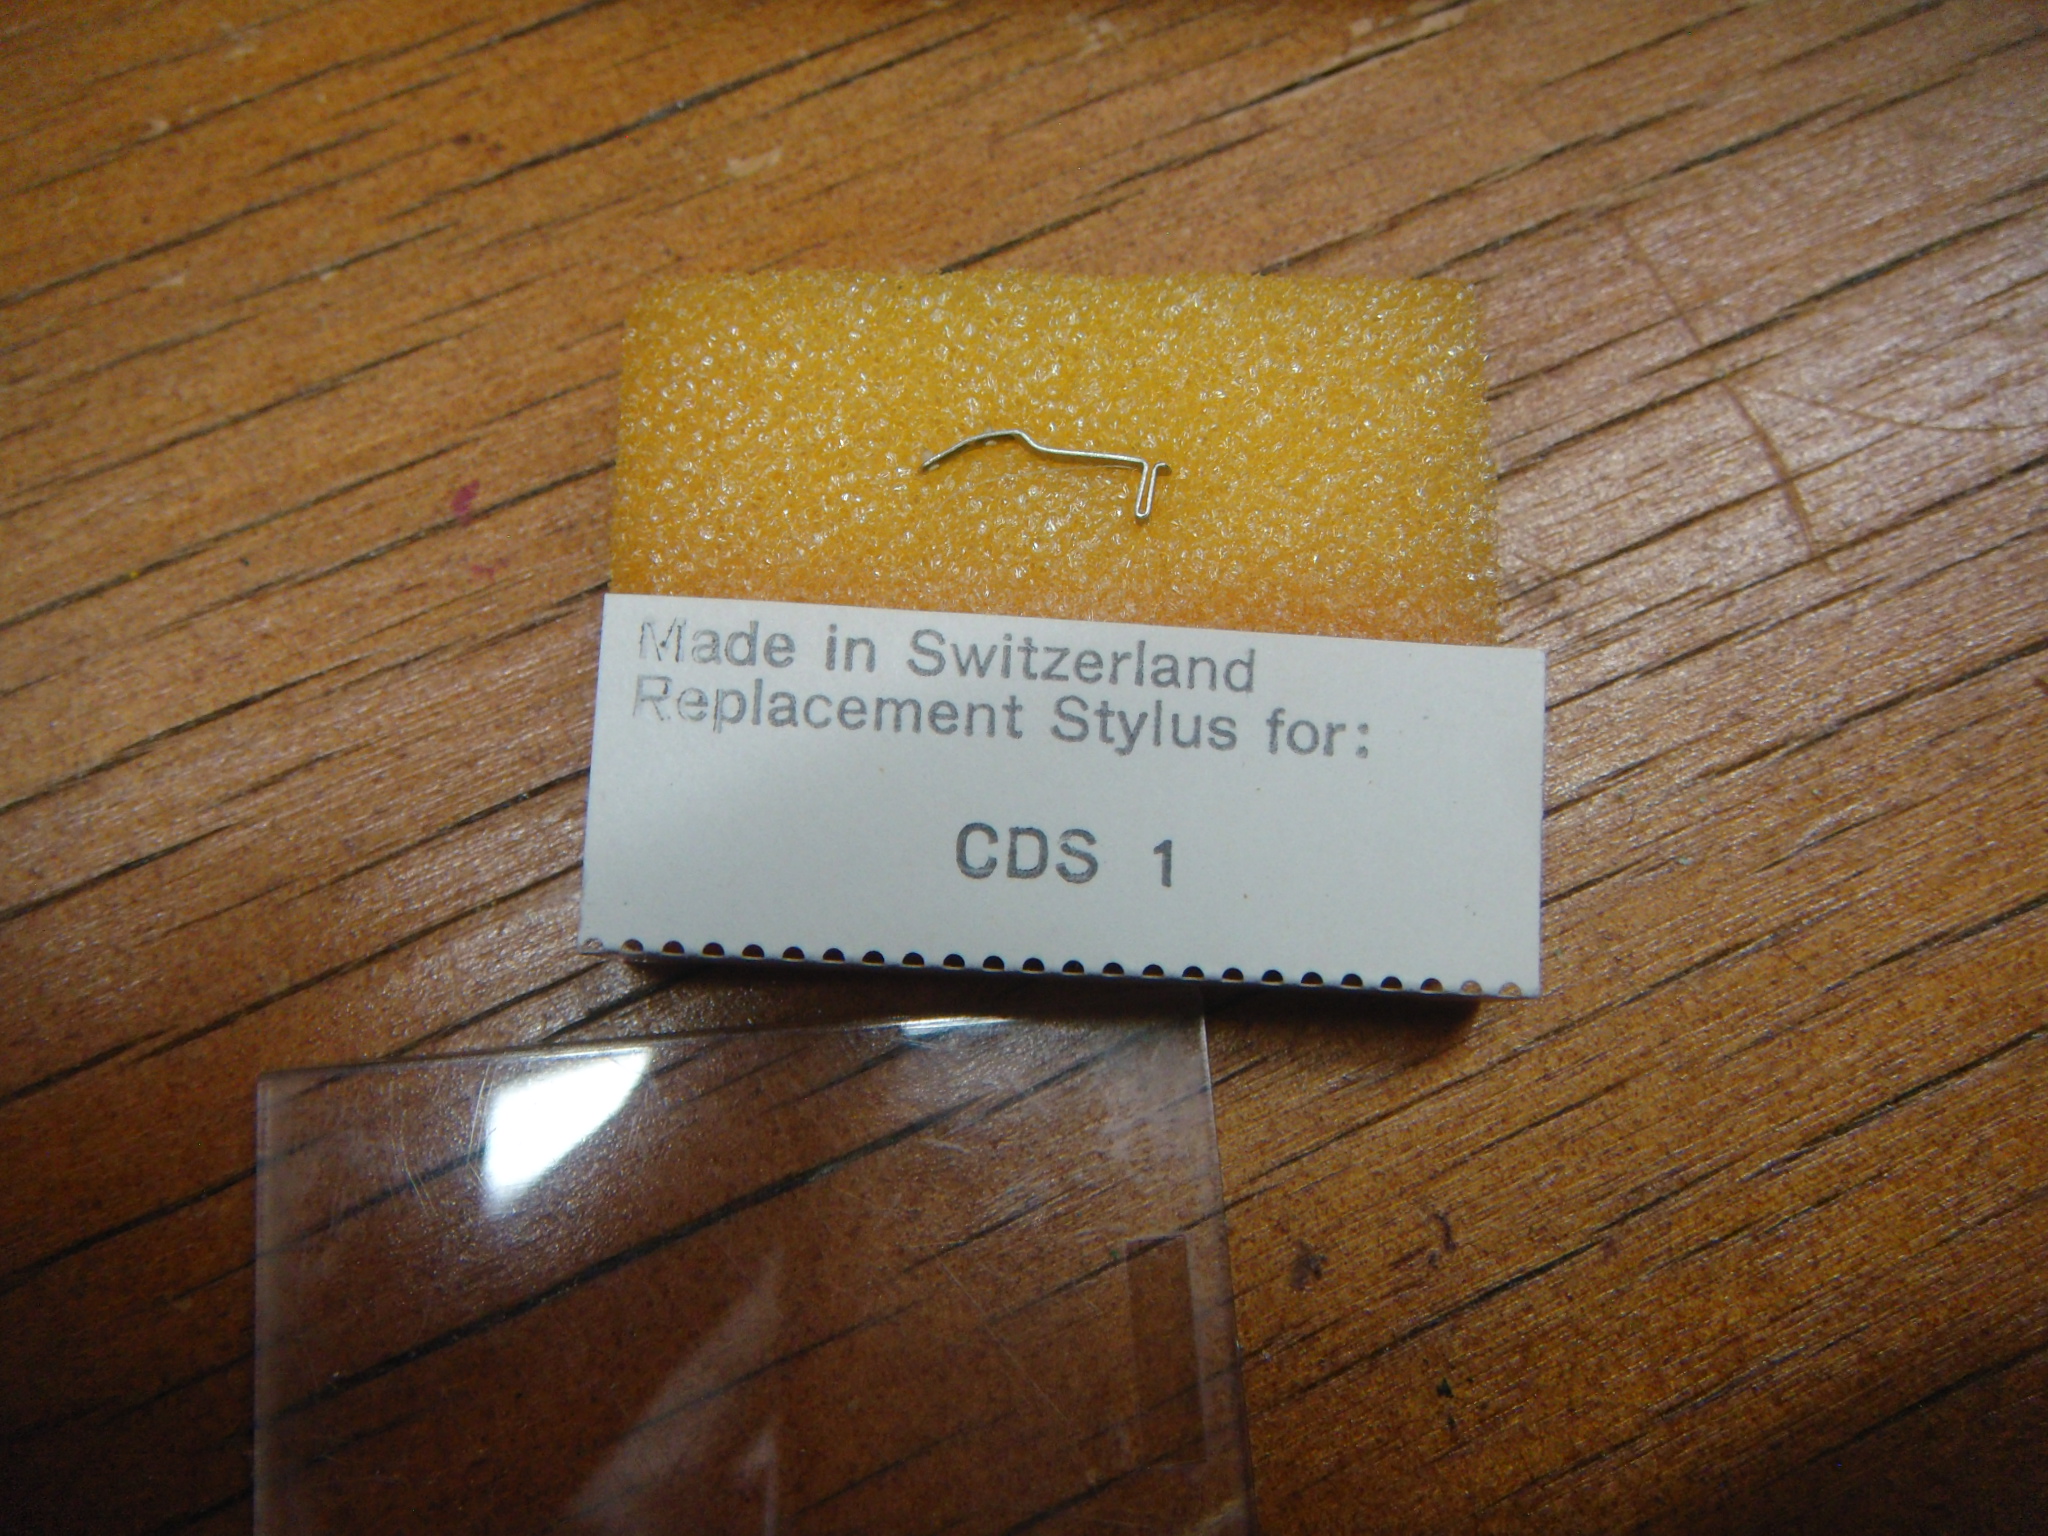 Made in Switzerland
Replacement Stylus for:
CDS 1